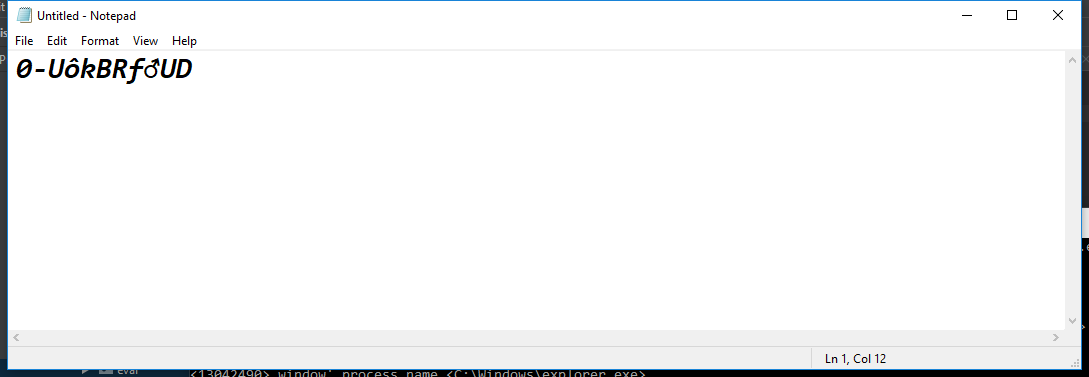 Untitled - Notepad
File Edit Format View Help
0-UôkBRƒ♂UD
Ln 1, Col 12
eval
<13042490> window' process name <C:\Windows\explorer.exe>